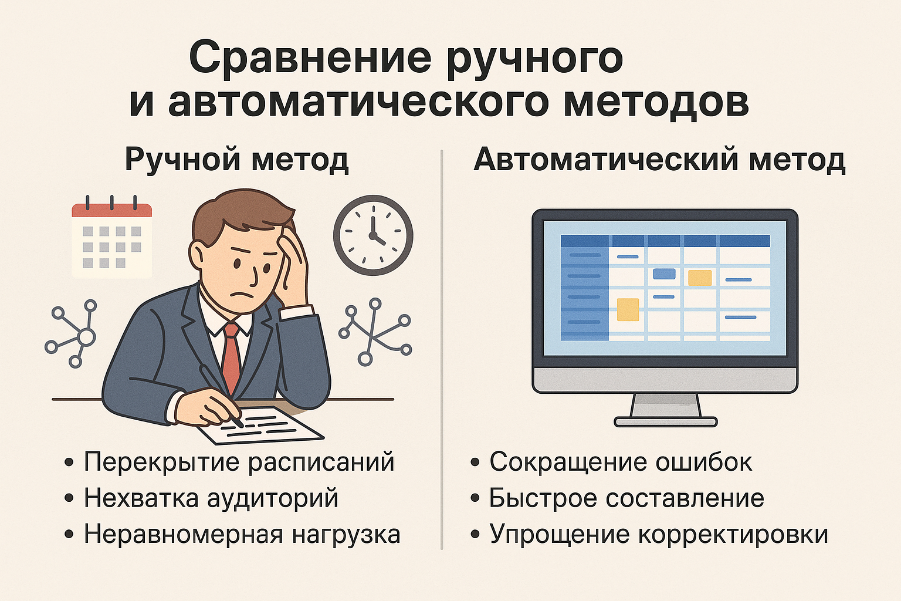 Сравнение ручного
и автоматического методов
Ручной метод
• Перекрытие расписаний
• Нехватка аудиторий
• Неравномерная нагрузка
Автоматический метод
• Сокращение ошибок
• Быстрое составление
• Упрощение корректировки